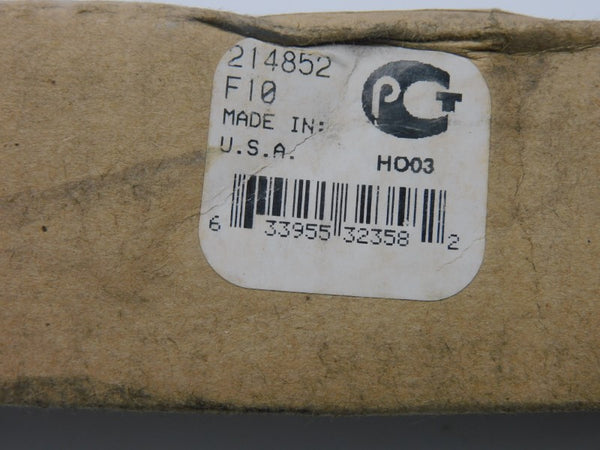 214852
F10
MADE IN:
U.S.A.
PCT
HO03
6 33955 32358 2